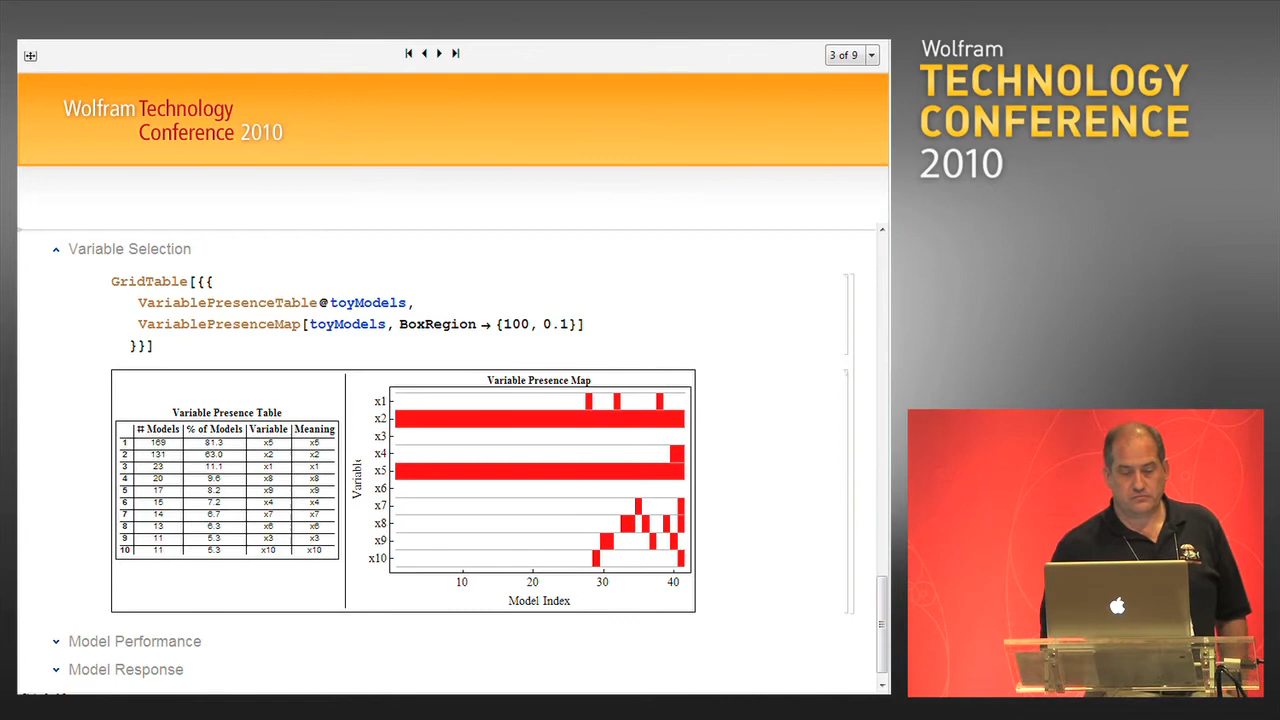 3 of 9
Wolfram Technology
Conference 2010
Wolfram
TECHNOLOGY
CONFERENCE
2010
Variable Selection
GridTable[{{
VariablePresenceTable@toyModels,
VariablePresenceMap[toyModels, BoxRegion → {100, 0.1}]
}}]
Variable Presence Table
# Models % of Models Variable Meaning
1 169 81.3 x5 x5
2 131 63.0 x2 x2
3 23 11.1 x1 x1
4 20 9.6 x8 x8
5 17 8.2 x9 x9
6 15 7.2 x4 x4
7 14 6.7 x7 x7
8 13 6.3 x6 x6
9 11 5.3 x3 x3
10 11 5.3 x10 x10
Variable Presence Map
Variable
x1
x2
x3
x4
x5
x6
x7
x8
x9
x10
10 20 30 40
Model Index
Model Performance
Model Response